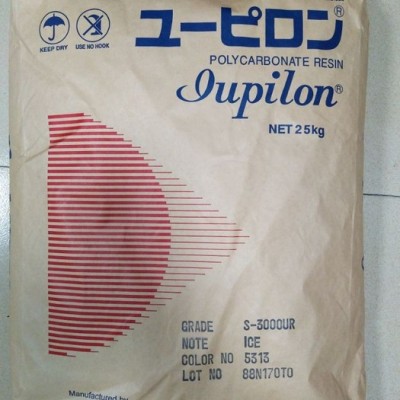 ユーピロン®
KEEP DRY USE NO HOOK
POLYCARBONATE RESIN
Iupilon®
NET 25kg
GRADE S-3000UR
NOTE ICE
COLOR NO 5313
LOT NO 88N170T0
Manufactured by